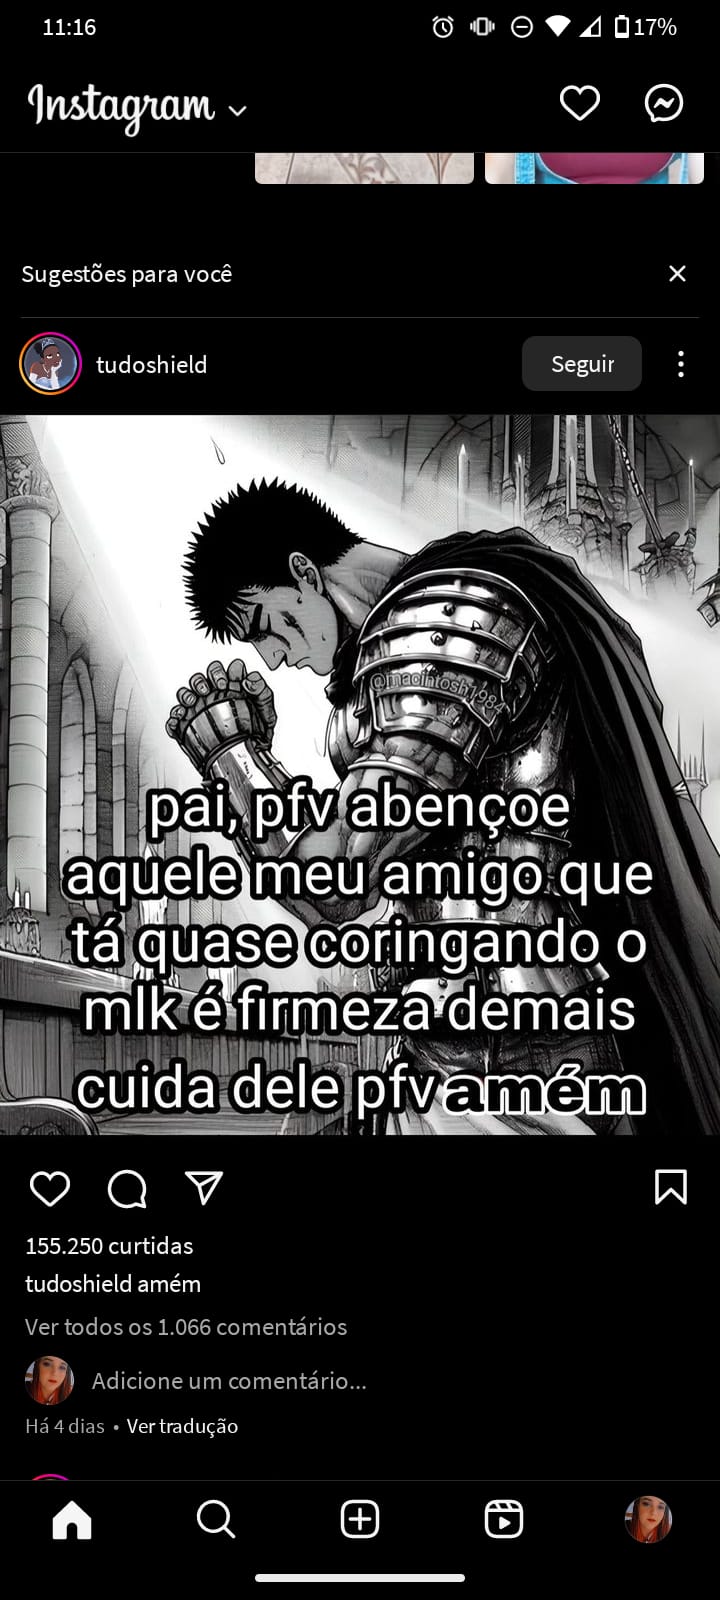 11:16
17%
Instagram
Sugestões para você
tudoshield
Seguir
@macintosh1984
pai, pfv abençoe
aquele meu amigo que
tá quase coringando o
mlk é firmeza demais
cuida dele pfv amém
155.250 curtidas
tudoshield amém
Ver todos os 1.066 comentários
Adicione um comentário...
Há 4 dias • Ver tradução